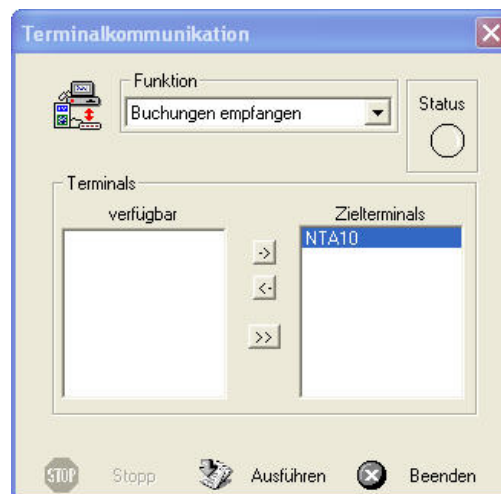 Terminalkommunikation
Funktion
Buchungen empfangen
Status
Terminals
verfügbar
Zielterminals
NTA10
->
<-
>>
STOP
Stopp
Ausführen
Beenden